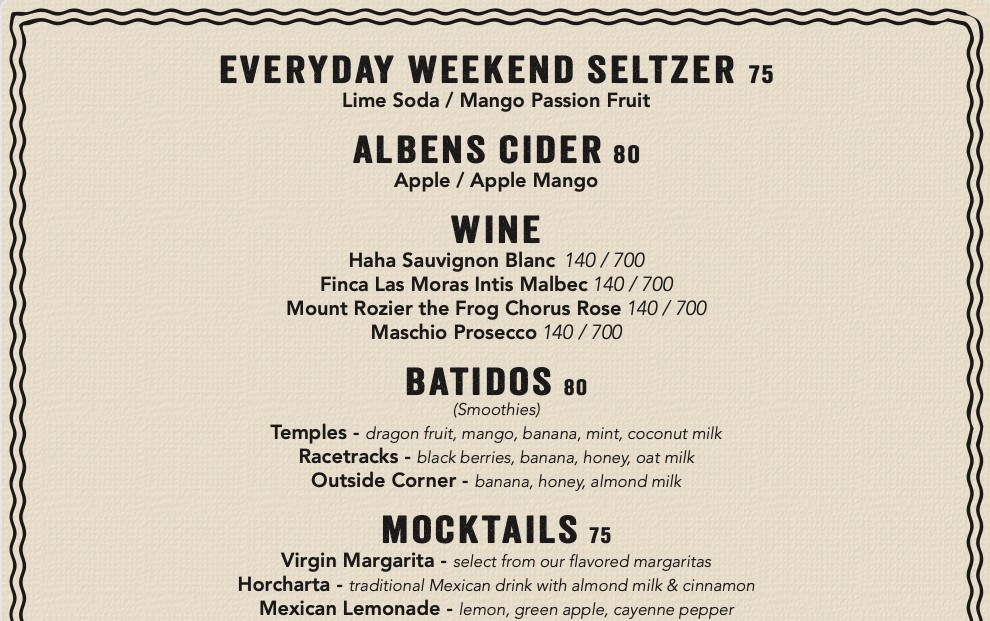 EVERYDAY WEEKEND SELTZER 75
Lime Soda / Mango Passion Fruit
ALBENS CIDER 80
Apple / Apple Mango
WINE
Haha Sauvignon Blanc 140 / 700
Finca Las Moras Intis Malbec 140 / 700
Mount Rozier the Frog Chorus Rose 140 / 700
Maschio Prosecco 140 / 700
BATIDOS 80
(Smoothies)
Temples - dragon fruit, mango, banana, mint, coconut milk
Racetracks - black berries, banana, honey, oat milk
Outside Corner - banana, honey, almond milk
MOCKTAILS 75
Virgin Margarita - select from our flavored margaritas
Horcharta - traditional Mexican drink with almond milk & cinnamon
Mexican Lemonade - lemon, green apple, cayenne pepper